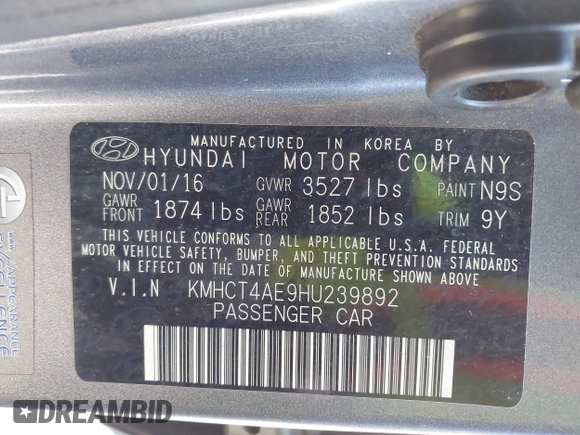 MANUFACTURED IN KOREA BY
HYUNDAI MOTOR COMPANY
NOV/01/16 GVWR 3527 lbs PAINT N9S
GAWR FRONT 1874 lbs GAWR REAR 1852 lbs TRIM 9Y
THIS VEHICLE CONFORMS TO ALL APPLICABLE U.S.A. FEDERAL
MOTOR VEHICLE SAFETY, BUMPER, AND THEFT PREVENTION STANDARDS
IN EFFECT ON THE DATE OF MANUFACTURE SHOWN ABOVE
V.I.N KMHCT4AE9HU239892
PASSENGER CAR
DREAMBID